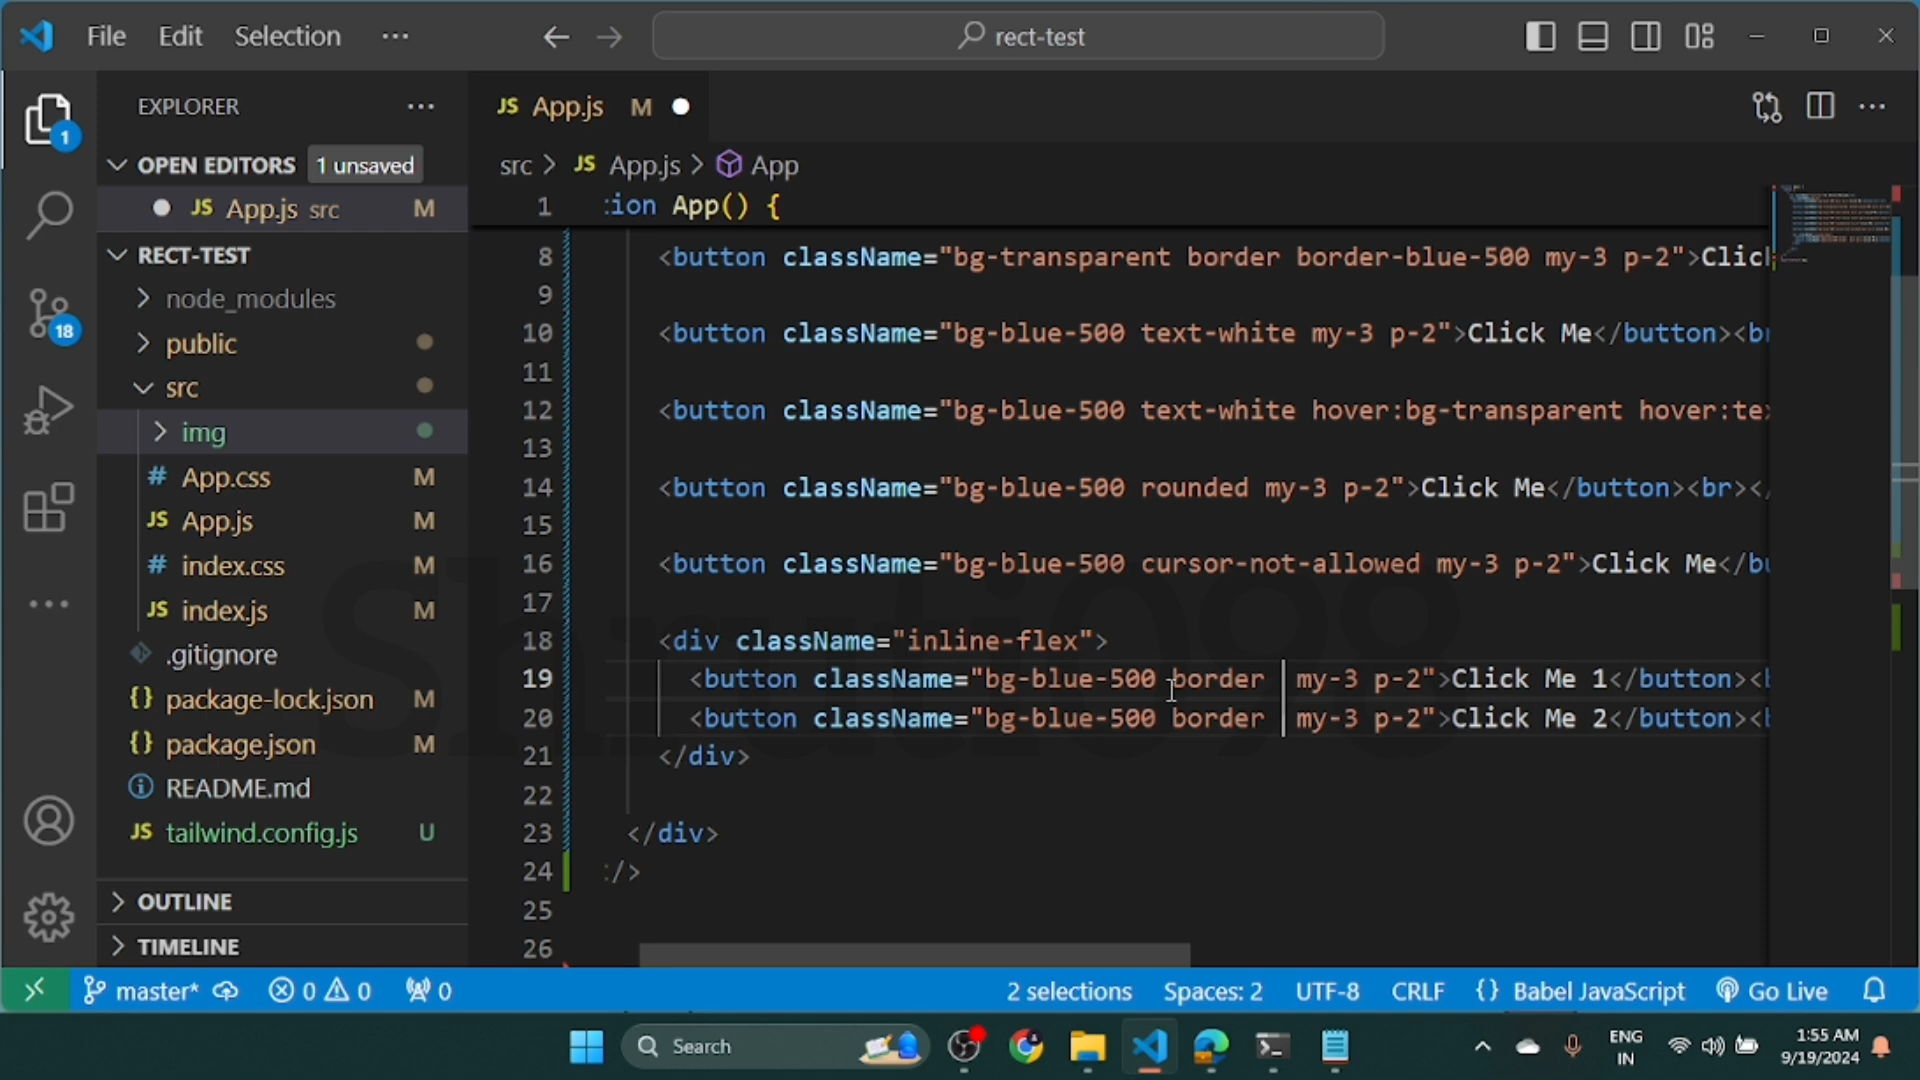 File Edit Selection ··· rect-test
EXPLORER ···
JS App.js M
1
OPEN EDITORS 1 unsaved
src > JS App.js > App
JS App.js src M
1 ion App() {
RECT-TEST
8 <button className="bg-transparent border border-blue-500 my-3 p-2">Clic
node_modules
9
public
10 <button className="bg-blue-500 text-white my-3 p-2">Click Me</button><b
11
src
12 <button className="bg-blue-500 text-white hover:bg-transparent hover:te
img
13
App.css M
14 <button className="bg-blue-500 rounded my-3 p-2">Click Me</button><br></
JS App.js M
15
index.css M
16 <button className="bg-blue-500 cursor-not-allowed my-3 p-2">Click Me</b
JS index.js M
17
18 <div className="inline-flex">
.gitignore
19 <button className="bg-blue-500 border my-3 p-2">Click Me 1</button><
package-lock.json M
20 <button className="bg-blue-500 border my-3 p-2">Click Me 2</button><
package.json M
21 </div>
README.md
22
JS tailwind.config.js U
23 </div>
24 />
OUTLINE
25
TIMELINE
26
18
master* 0 0 0 2 selections Spaces: 2 UTF-8 CRLF {} Babel JavaScript Go Live
Search
ENG
IN
1:55 AM
9/19/2024
Shruti098